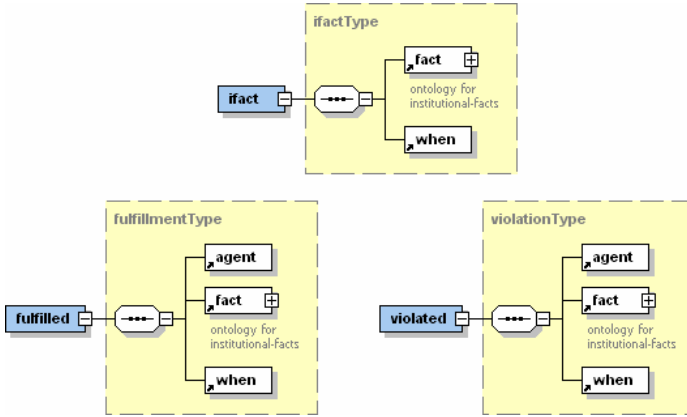 ifactType
fact
ontology for
institutional-facts
ifact
when
fulfillmentType
agent
fact
ontology for
institutional-facts
fulfilled
when
violationType
agent
fact
ontology for
institutional-facts
violated
when